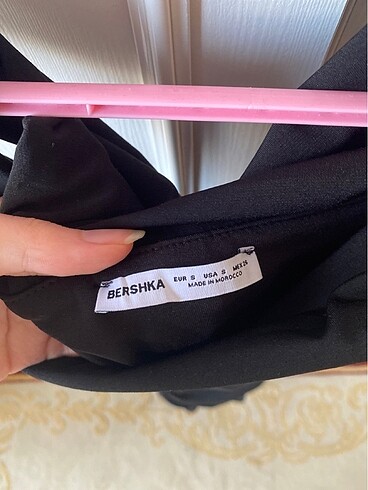 BERSHKA
EUR S USA S MEX 26
MADE IN MOROCCO